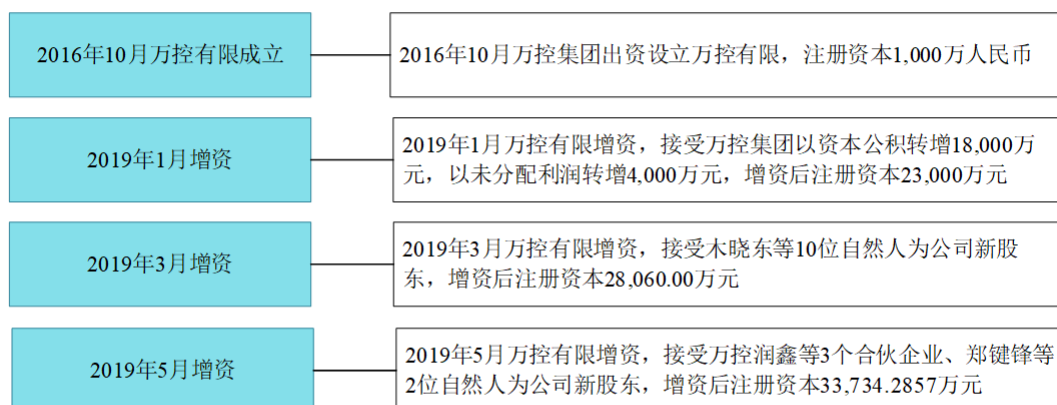 2016年10月万控有限成立
2016年10月万控集团出资设立万控有限，注册资本1,000万人民币
2019年1月增资
2019年1月万控有限增资，接受万控集团以资本公积转增18,000万
元，以未分配利润转增4,000万元，增资后注册资本23,000万元
2019年3月增资
2019年3月万控有限增资，接受木晓东等10位自然人为公司新股
东，增资后注册资本28,060.00万元
2019年5月增资
2019年5月万控有限增资，接受万控润鑫等3个合伙企业、郑键锋等
2位自然人为公司新股东，增资后注册资本33,734.2857万元